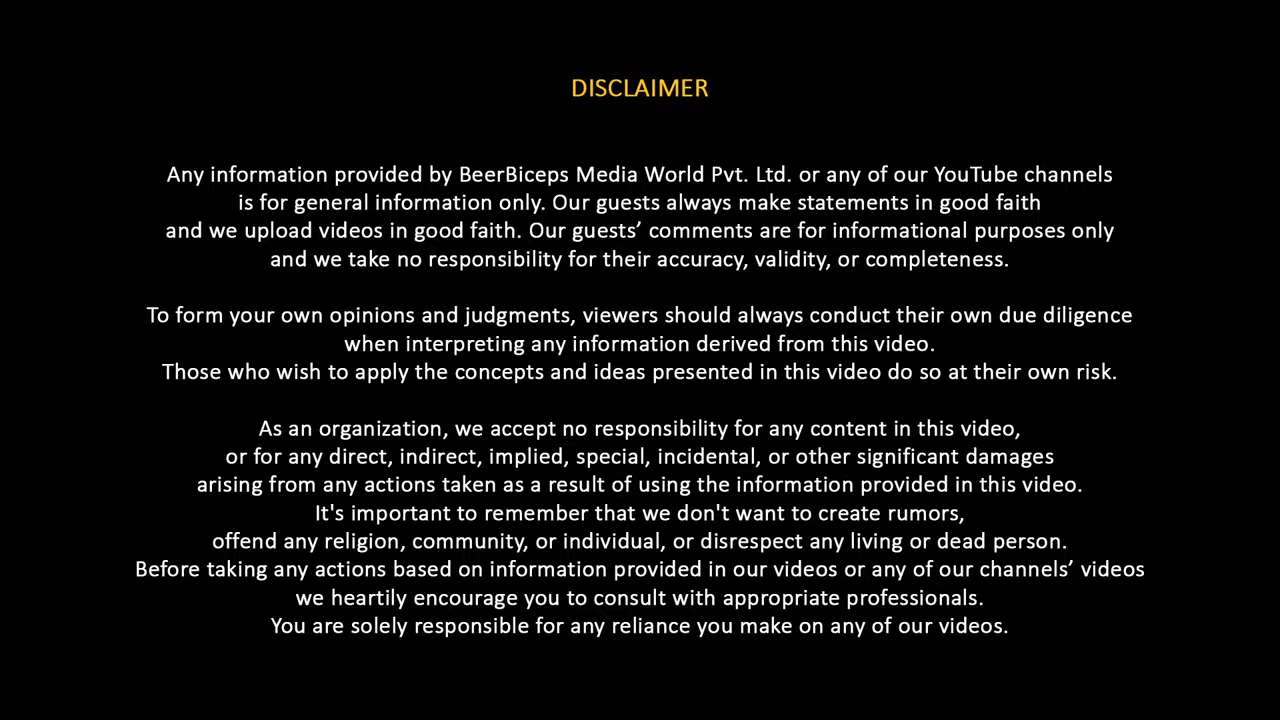 DISCLAIMER
Any information provided by BeerBiceps Media World Pvt. Ltd. or any of our YouTube channels
is for general information only. Our guests always make statements in good faith
and we upload videos in good faith. Our guests’ comments are for informational purposes only
and we take no responsibility for their accuracy, validity, or completeness.
To form your own opinions and judgments, viewers should always conduct their own due diligence
when interpreting any information derived from this video.
Those who wish to apply the concepts and ideas presented in this video do so at their own risk.
As an organization, we accept no responsibility for any content in this video,
or for any direct, indirect, implied, special, incidental, or other significant damages
arising from any actions taken as a result of using the information provided in this video.
It's important to remember that we don't want to create rumors,
offend any religion, community, or individual, or disrespect any living or dead person.
Before taking any actions based on information provided in our videos or any of our channels’ videos
we heartily encourage you to consult with appropriate professionals.
You are solely responsible for any reliance you make on any of our videos.